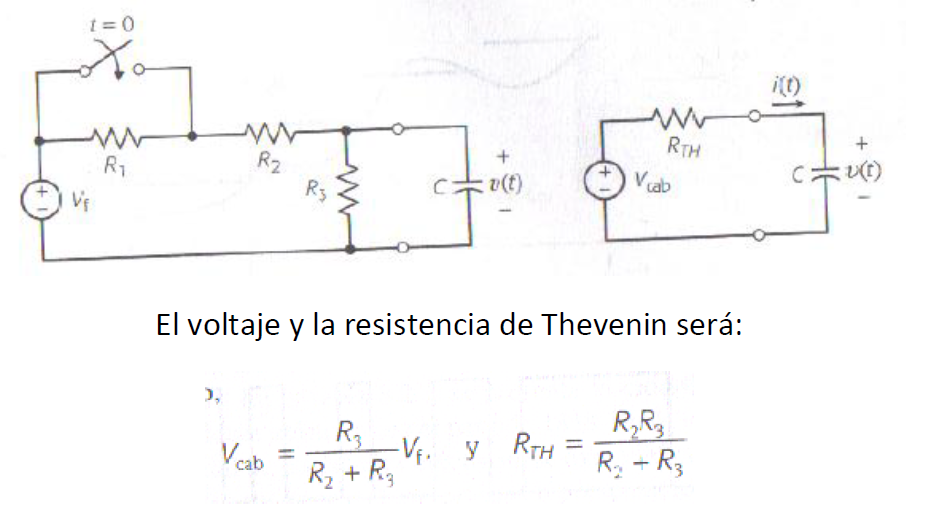 t = 0
R₁
R₂
R₃
+
−
V_f
C
+
v(t)
−
i(t)
R_TH
+
−
V_cab
C
+
v(t)
−
El voltaje y la resistencia de Thevenin será:
V_cab = R₃ / (R₂ + R₃) V_f. y R_TH = R₂R₃ / (R₂ + R₃)